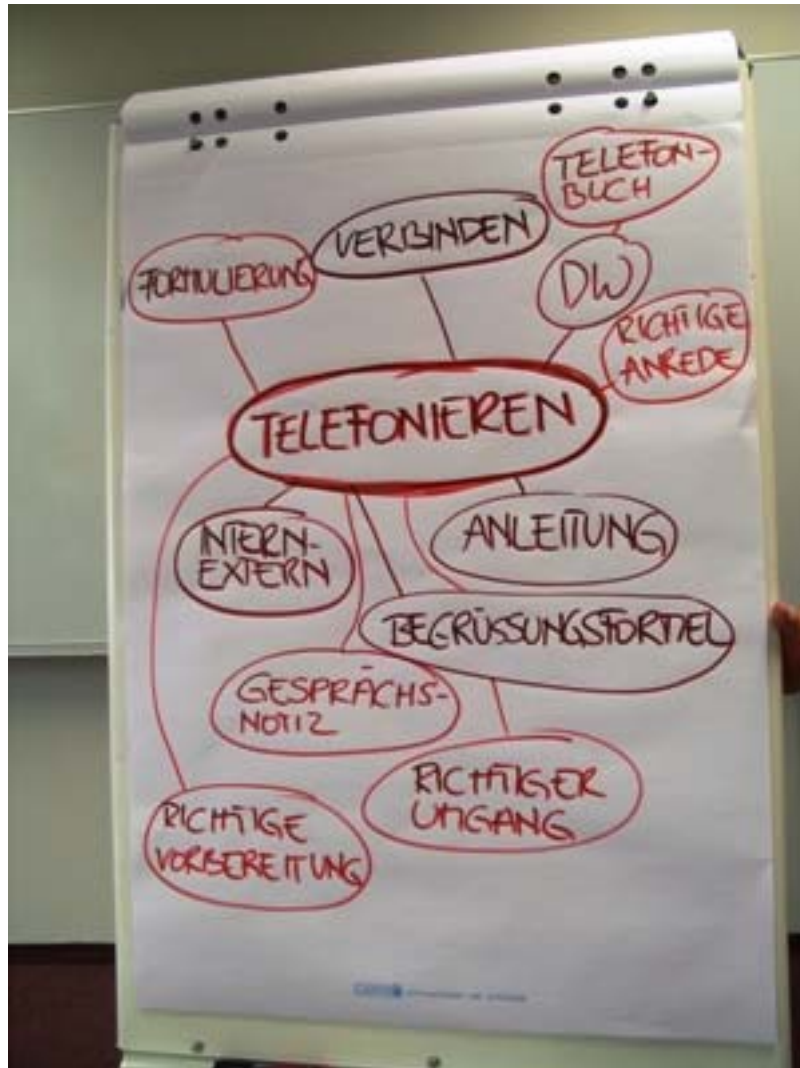 TELEFON-
BUCH
VERBINDEN
FORMULIERUNG
DW
RICHTIGE
ANREDE
TELEFONIEREN
INTERN-
EXTERN
ANLEITUNG
BEGRÜSSUNGSFORMEL
GESPRÄCHS-
NOTIZ
RICHTIGER
UMGANG
RICHTIGE
VORBEREITUNG